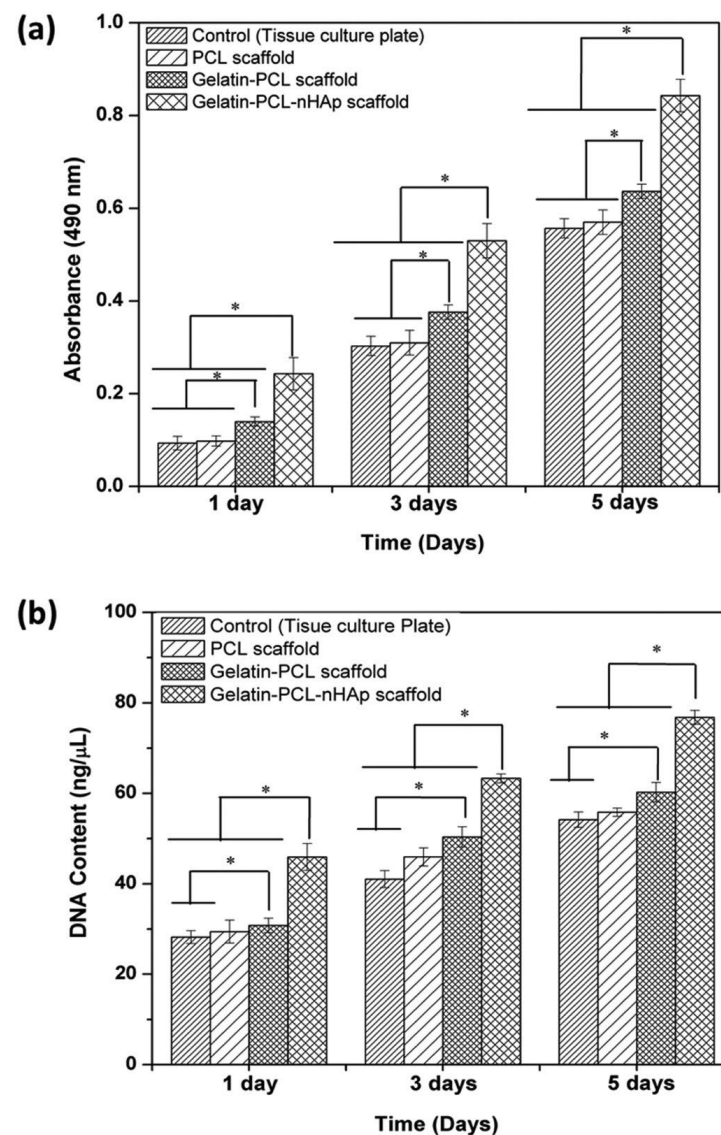 (a)
1.0
0.8
0.6
0.4
0.2
0.0
Absorbance (490 nm)
Control (Tissue culture plate)
PCL scaffold
Gelatin-PCL scaffold
Gelatin-PCL-nHAp scaffold
*
*
*
*
*
*
1 day
3 days
5 days
Time (Days)
(b)
100
80
60
40
20
0
DNA Content (ng/µL)
Control (Tisue culture Plate)
PCL scaffold
Gelatin-PCL scaffold
Gelatin-PCL-nHAp scaffold
*
*
*
*
*
*
1 day
3 days
5 days
Time (Days)